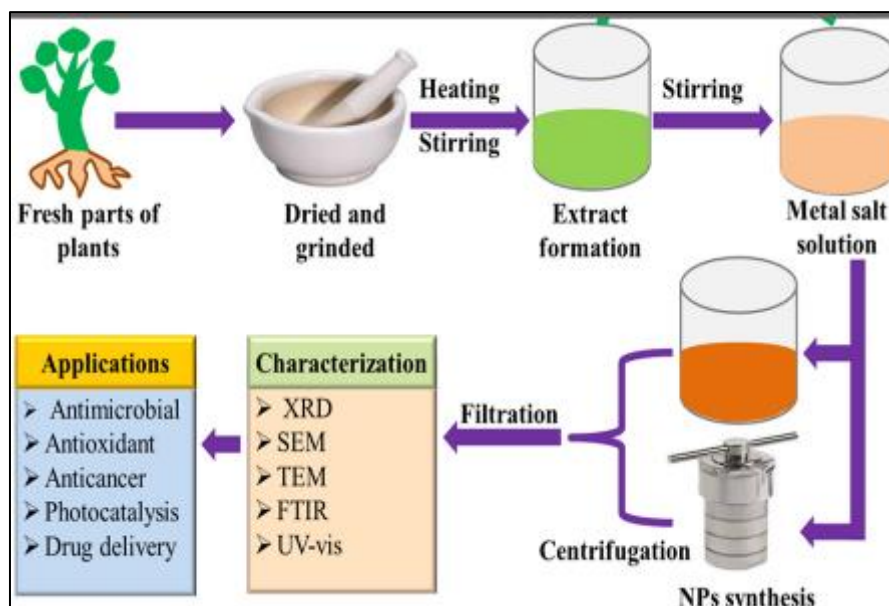 Heating
Stirring
Stirring
Fresh parts of
plants
Dried and
grinded
Extract
formation
Metal salt
solution
Applications
➢ Antimicrobial
➢ Antioxidant
➢ Anticancer
➢ Photocatalysis
➢ Drug delivery
Characterization
➢ XRD
➢ SEM
➢ TEM
➢ FTIR
➢ UV-vis
Filtration
Centrifugation
NPs synthesis